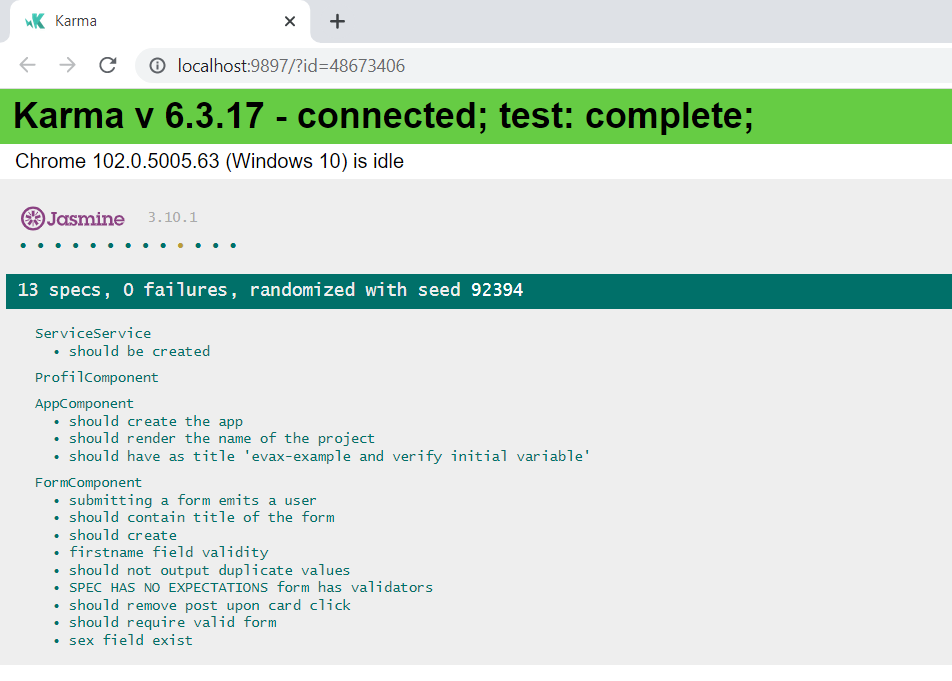 Karma
localhost:9897/?id=48673406
Karma v 6.3.17 - connected; test: complete;
Chrome 102.0.5005.63 (Windows 10) is idle
Jasmine 3.10.1
13 specs, 0 failures, randomized with seed 92394
ServiceService
• should be created
ProfilComponent
AppComponent
• should create the app
• should render the name of the project
• should have as title 'evax-example and verify initial variable'
FormComponent
• submitting a form emits a user
• should contain title of the form
• should create
• firstname field validity
• should not output duplicate values
• SPEC HAS NO EXPECTATIONS form has validators
• should remove post upon card click
• should require valid form
• sex field exist